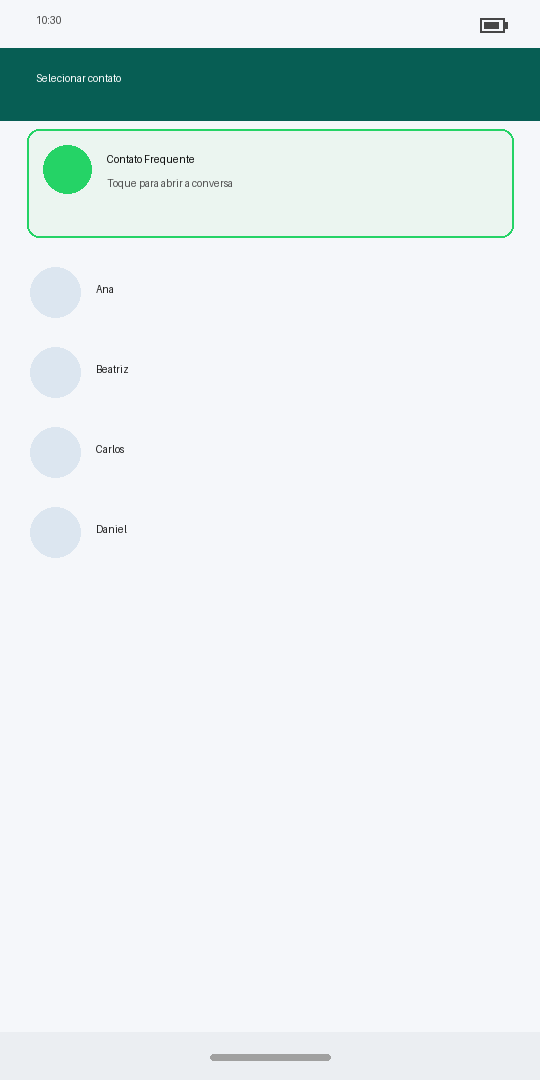 10:30
Selecionar contato
Contato Frequente
Toque para abrir a conversa
Ana
Beatriz
Carlos
Daniel